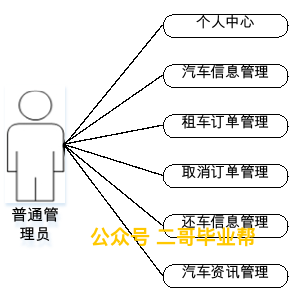 个人中心
汽车信息管理
租车订单管理
取消订单管理
普通管
理员
还车信息管理
公众号 二哥毕业帮
汽车资讯管理